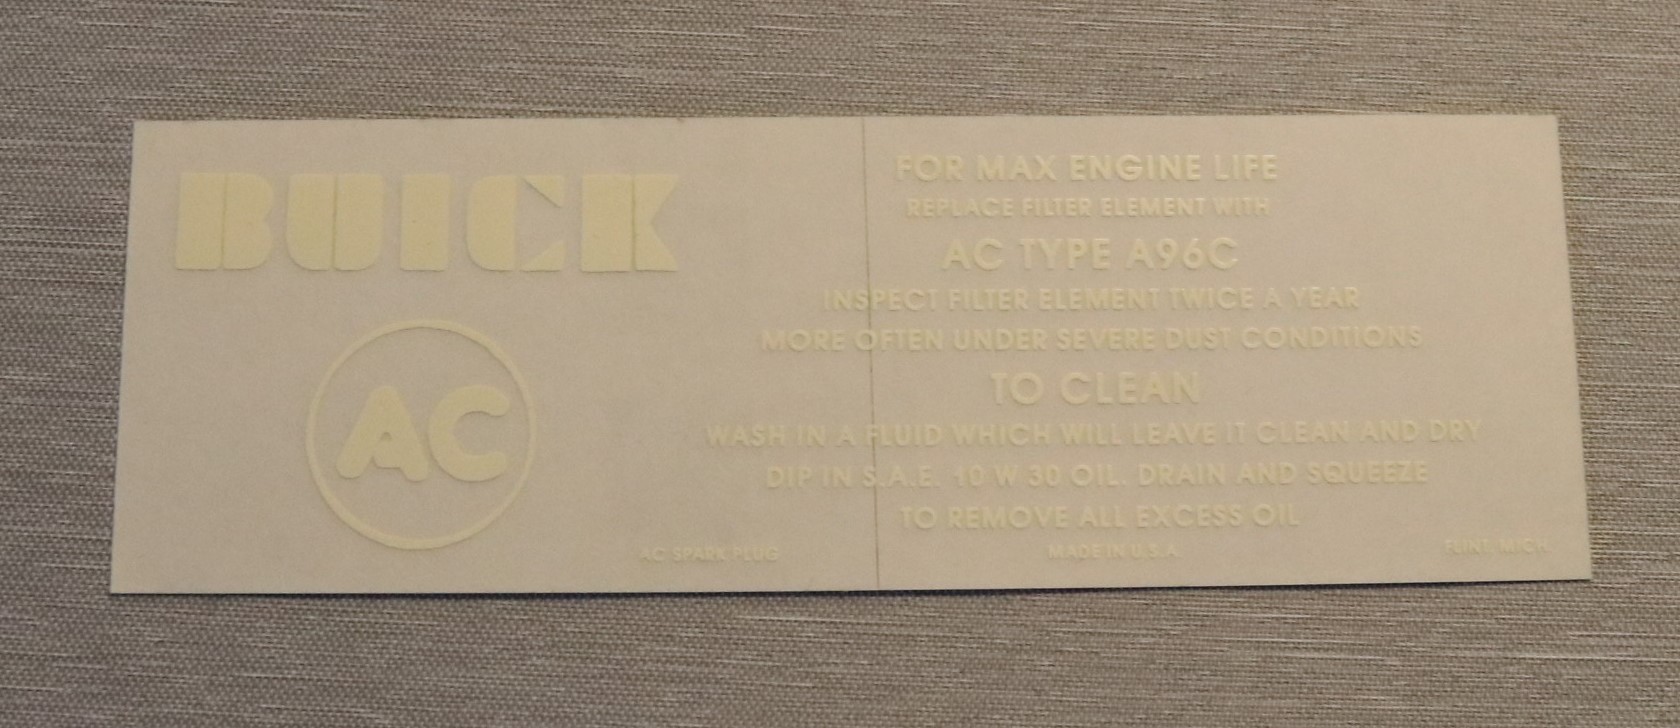 BUICK
AC
FOR MAX ENGINE LIFE
REPLACE FILTER ELEMENT WITH
AC TYPE A96C
INSPECT FILTER ELEMENT TWICE A YEAR
MORE OFTEN UNDER SEVERE DUST CONDITIONS
TO CLEAN
WASH IN A FLUID WHICH WILL LEAVE IT CLEAN AND DRY
DIP IN S.A.E. 10 W 30 OIL. DRAIN AND SQUEEZE
TO REMOVE ALL EXCESS OIL
AC SPARK PLUG MADE IN U.S.A. FLINT, MICH.